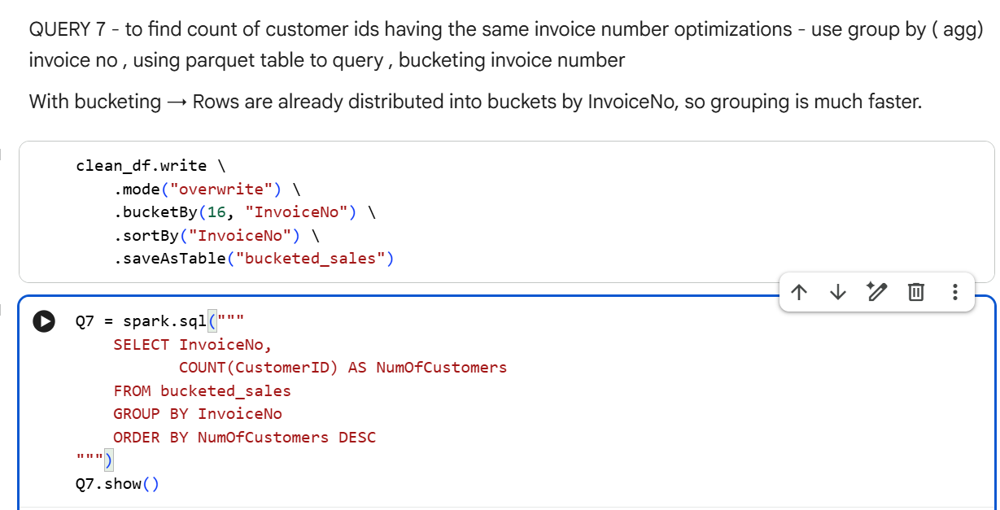 QUERY 7 - to find count of customer ids having the same invoice number optimizations - use group by ( agg)
invoice no , using parquet table to query , bucketing invoice number
With bucketing → Rows are already distributed into buckets by InvoiceNo, so grouping is much faster.
clean_df.write \
    .mode("overwrite") \
    .bucketBy(16, "InvoiceNo") \
    .sortBy("InvoiceNo") \
    .saveAsTable("bucketed_sales")
Q7 = spark.sql("""
    SELECT InvoiceNo,
           COUNT(CustomerID) AS NumOfCustomers
    FROM bucketed_sales
    GROUP BY InvoiceNo
    ORDER BY NumOfCustomers DESC
""")
Q7.show()